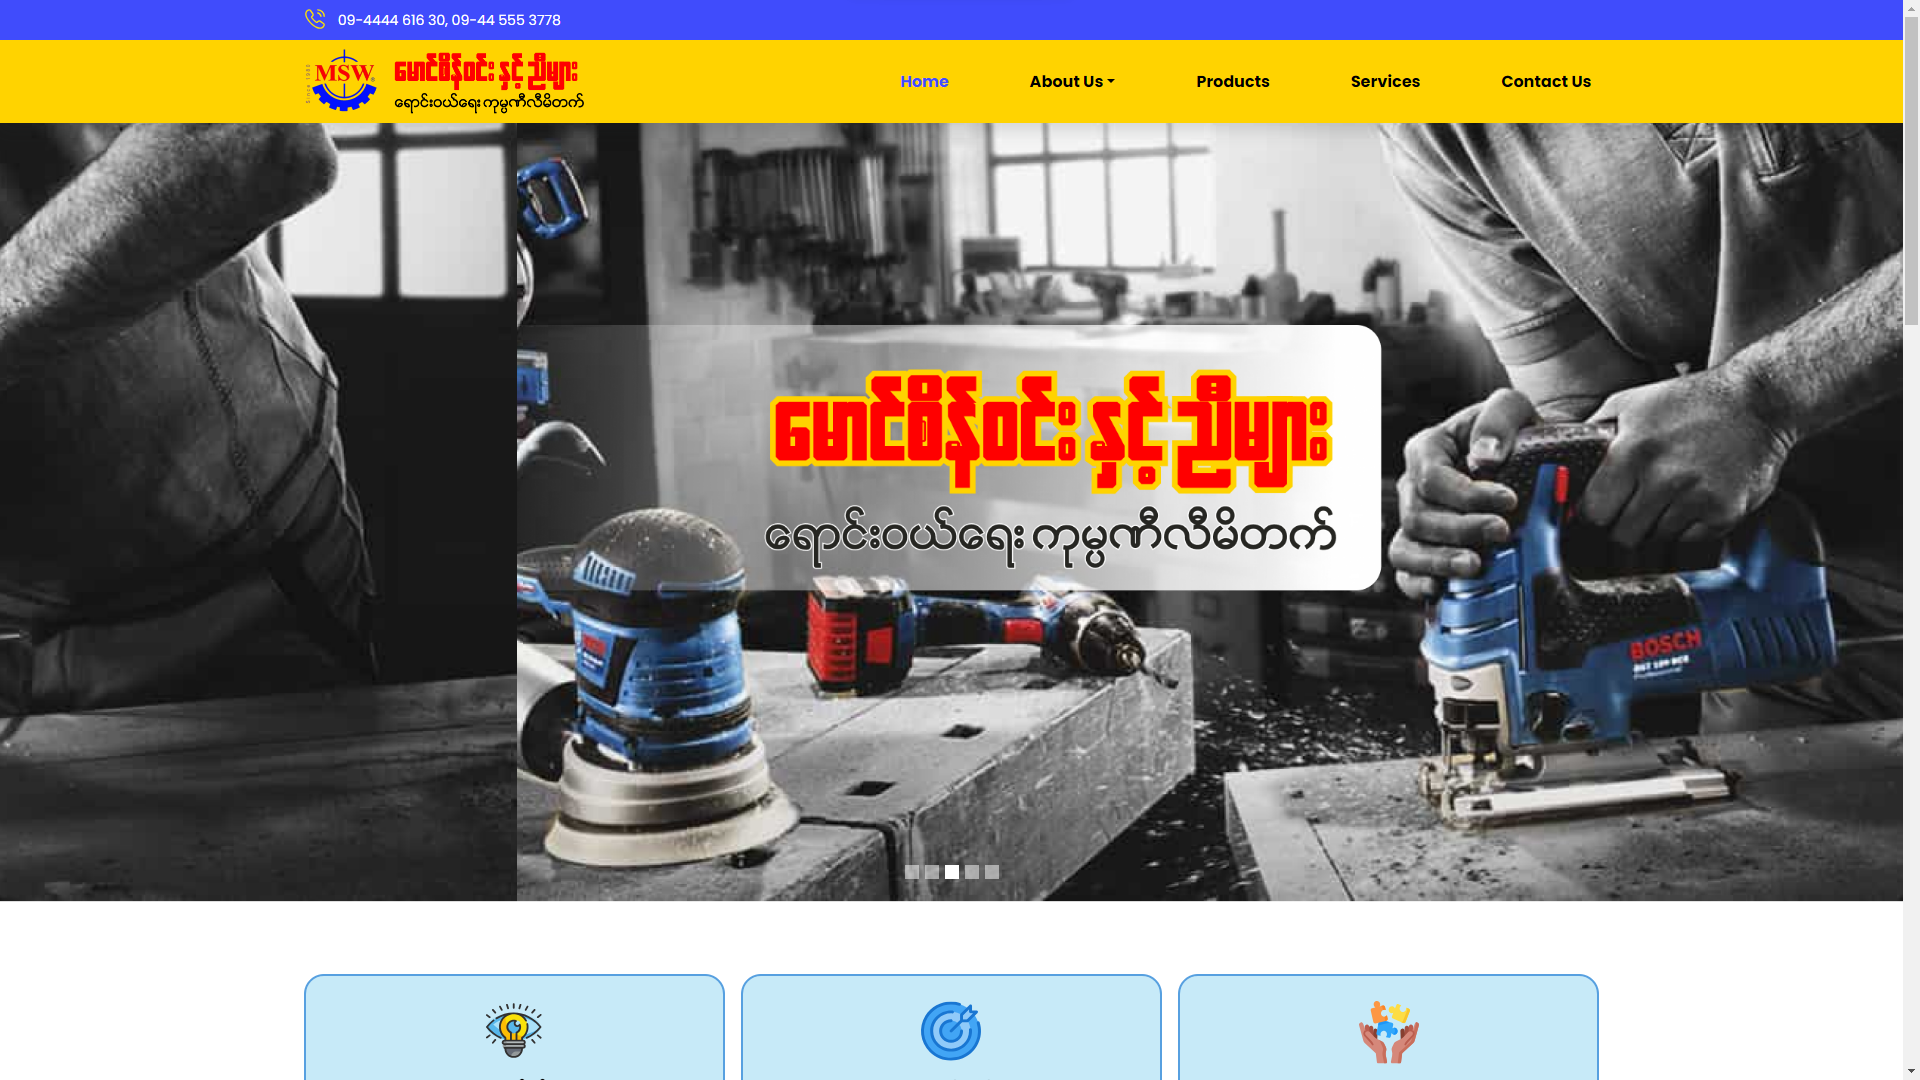 09-4444 616 30, 09-44 555 3778
Since 1983
MSW
မောင်စိန်ဝင်း နှင့် ညီများ
ရောင်းဝယ်ရေး ကုမ္ပဏီလီမိတက်
Home
About Us
Products
Services
Contact Us
မောင်စိန်ဝင်း နှင့် ညီများ
ရောင်းဝယ်ရေး ကုမ္ပဏီလီမိတက်
BOSCH